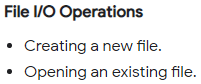 File I/O Operations
• Creating a new file.
• Opening an existing file.